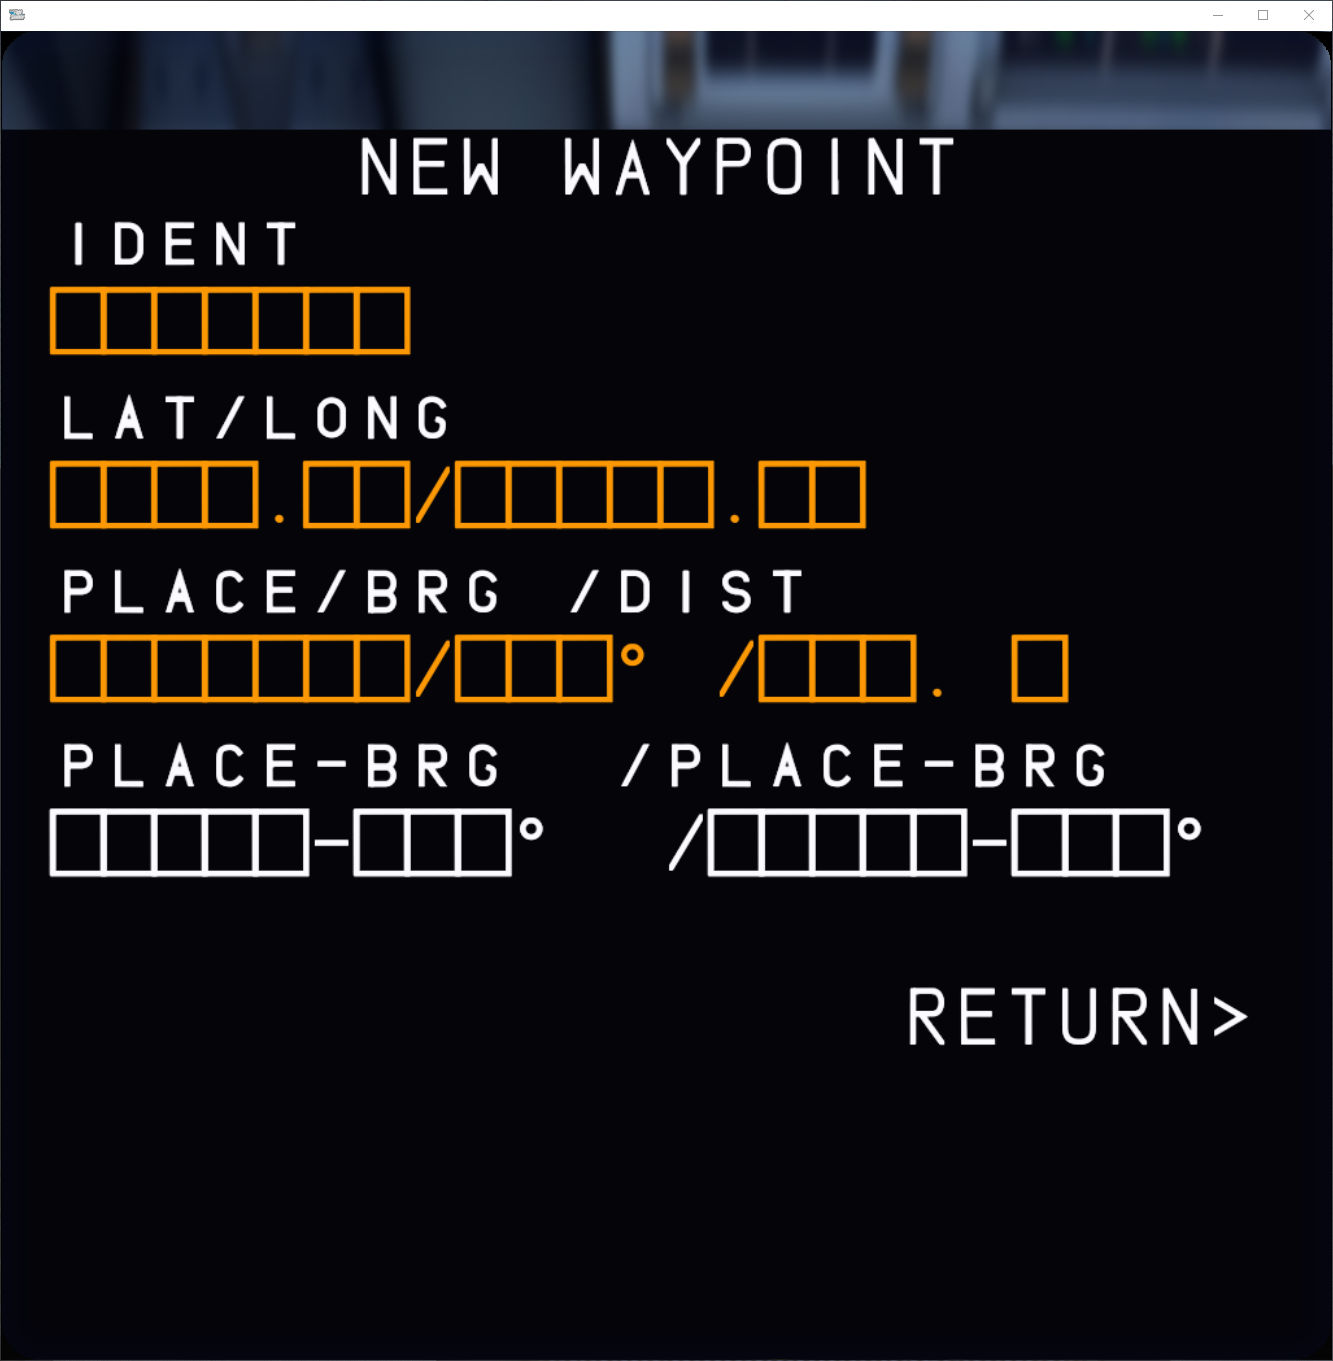 NEW WAYPOINT
IDENT
□□□□□□□
LAT/LONG
□□□□.□□/□□□□□.□□
PLACE/BRG /DIST
□□□□□□□/□□□° /□□□. □
PLACE-BRG /PLACE-BRG
□□□□□-□□□° /□□□□□-□□□°
RETURN>